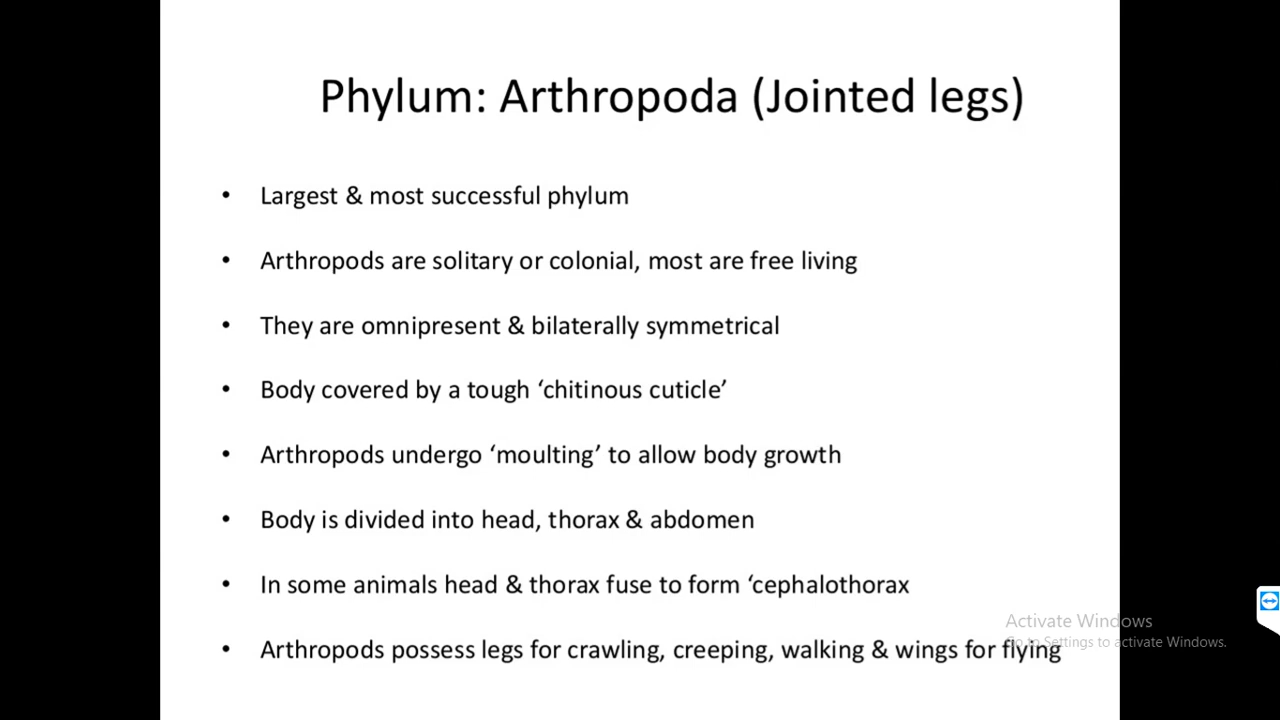 Phylum: Arthropoda (Jointed legs)
• Largest & most successful phylum
• Arthropods are solitary or colonial, most are free living
• They are omnipresent & bilaterally symmetrical
• Body covered by a tough ‘chitinous cuticle’
• Arthropods undergo ‘moulting’ to allow body growth
• Body is divided into head, thorax & abdomen
• In some animals head & thorax fuse to form ‘cephalothorax
• Arthropods possess legs for crawling, creeping, walking & wings for flying
Activate Windows
Go to Settings to activate Windows.